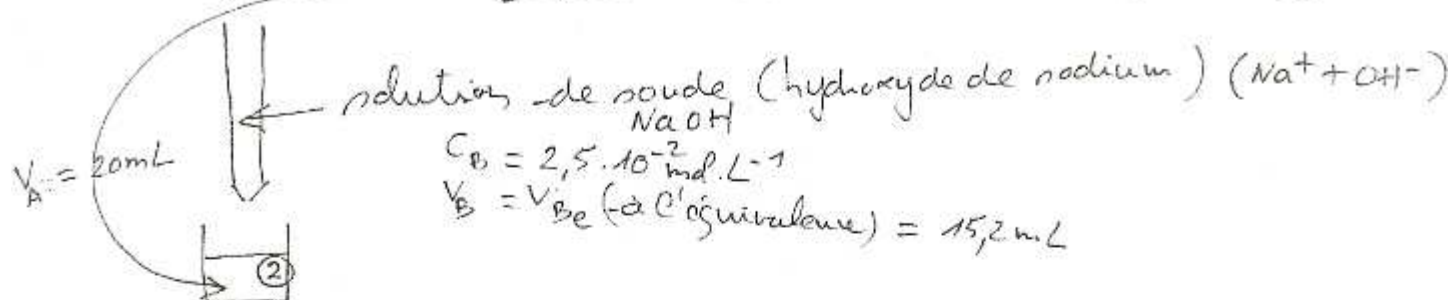 solution de soude (hydroxyde de sodium) (Na⁺ + OH⁻)
NaOH
V_A = 20mL
C_B = 2,5.10⁻² mol.L⁻¹
V_B = V_Be (à l'équivalence) = 15,2 mL
②